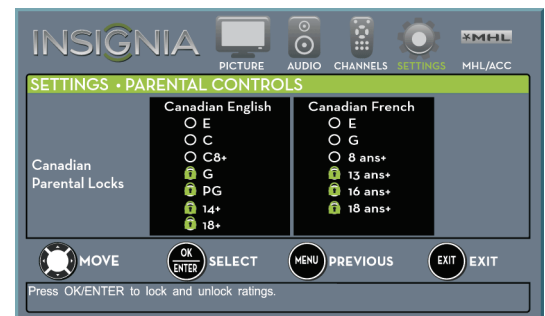 INSIGNIA
PICTURE AUDIO CHANNELS SETTINGS MHL/ACC
MHL
SETTINGS • PARENTAL CONTROLS
Canadian Parental Locks
Canadian English
E
C
C8+
G
PG
14+
18+
Canadian French
E
G
8 ans+
13 ans+
16 ans+
18 ans+
MOVE
OK
ENTER
SELECT
MENU PREVIOUS
EXIT EXIT
Press OK/ENTER to lock and unlock ratings.